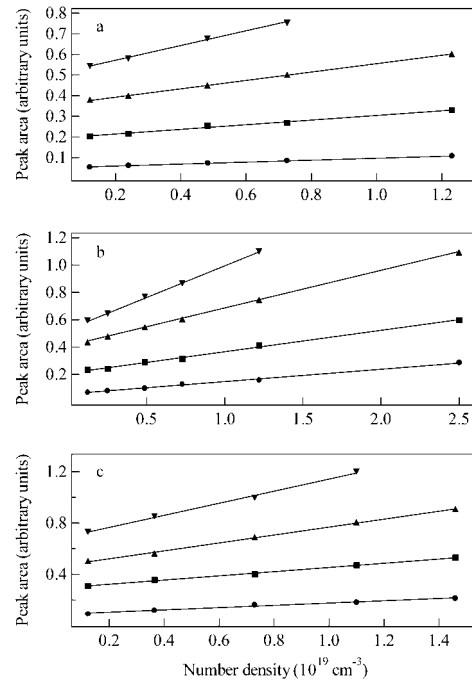 0.8
a
0.7
0.6
0.5
0.4
0.3
0.2
0.1
Peak area (arbitrary units)
0.2 0.4 0.6 0.8 1.0 1.2
b
1.2
1.0
0.8
0.6
0.4
0.2
Peak area (arbitrary units)
0.5 1.0 1.5 2.0 2.5
c
1.2
0.8
0.4
Peak area (arbitrary units)
0.2 0.4 0.6 0.8 1.0 1.2 1.4
Number density (10¹⁹ cm⁻³)